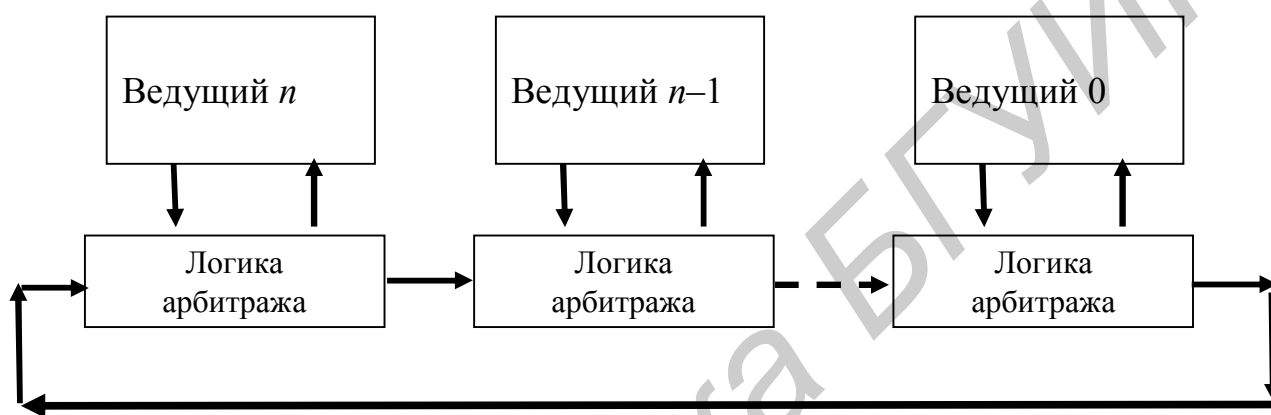 Ведущий n
Ведущий n–1
Ведущий 0
Логика
арбитража
Логика
арбитража
Логика
арбитража